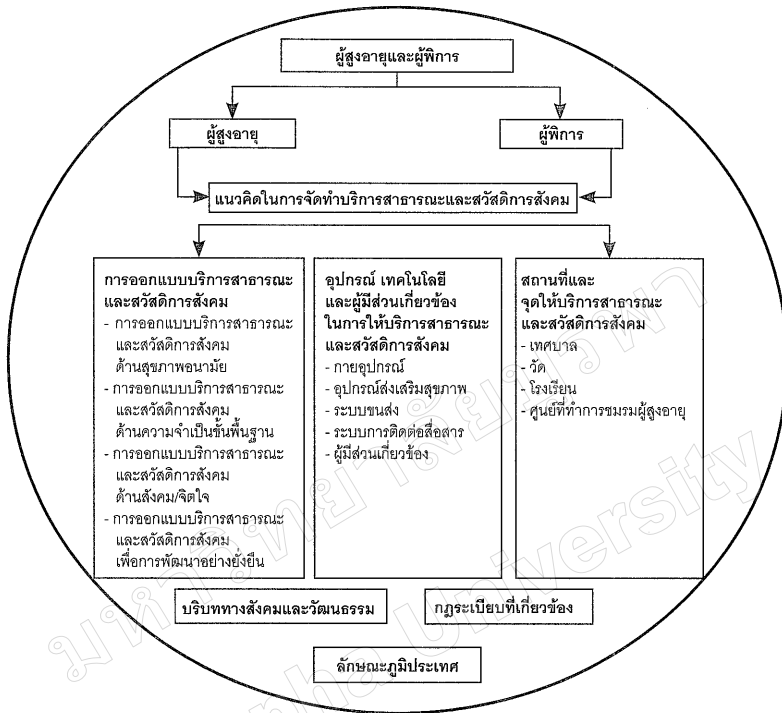 ผู้สูงอายุและผู้พิการ
ผู้สูงอายุ
ผู้พิการ
แนวคิดในการจัดทำบริการสาธารณะและสวัสดิการสังคม
การออกแบบบริการสาธารณะ
และสวัสดิการสังคม
- การออกแบบบริการสาธารณะ
และสวัสดิการสังคม
ด้านสุขภาพอนามัย
- การออกแบบบริการสาธารณะ
และสวัสดิการสังคม
ด้านความจำเป็นขั้นพื้นฐาน
- การออกแบบบริการสาธารณะ
และสวัสดิการสังคม
ด้านสังคม/จิตใจ
- การออกแบบบริการสาธารณะ
และสวัสดิการสังคม
เพื่อการพัฒนาอย่างยั่งยืน
อุปกรณ์ เทคโนโลยี
และผู้มีส่วนเกี่ยวข้อง
ในการให้บริการสาธารณะ
และสวัสดิการสังคม
- กายอุปกรณ์
- อุปกรณ์ส่งเสริมสุขภาพ
- ระบบขนส่ง
- ระบบการติดต่อสื่อสาร
- ผู้มีส่วนเกี่ยวข้อง
สถานที่และ
จุดให้บริการสาธารณะ
และสวัสดิการสังคม
- เทศบาล
- วัด
- โรงเรียน
- ศูนย์ที่ทำการชมรมผู้สูงอายุ
บริบททางสังคมและวัฒนธรรม
กฎระเบียบที่เกี่ยวข้อง
ลักษณะภูมิประเทศ
มหาวิทยาลัยบูรพา
University